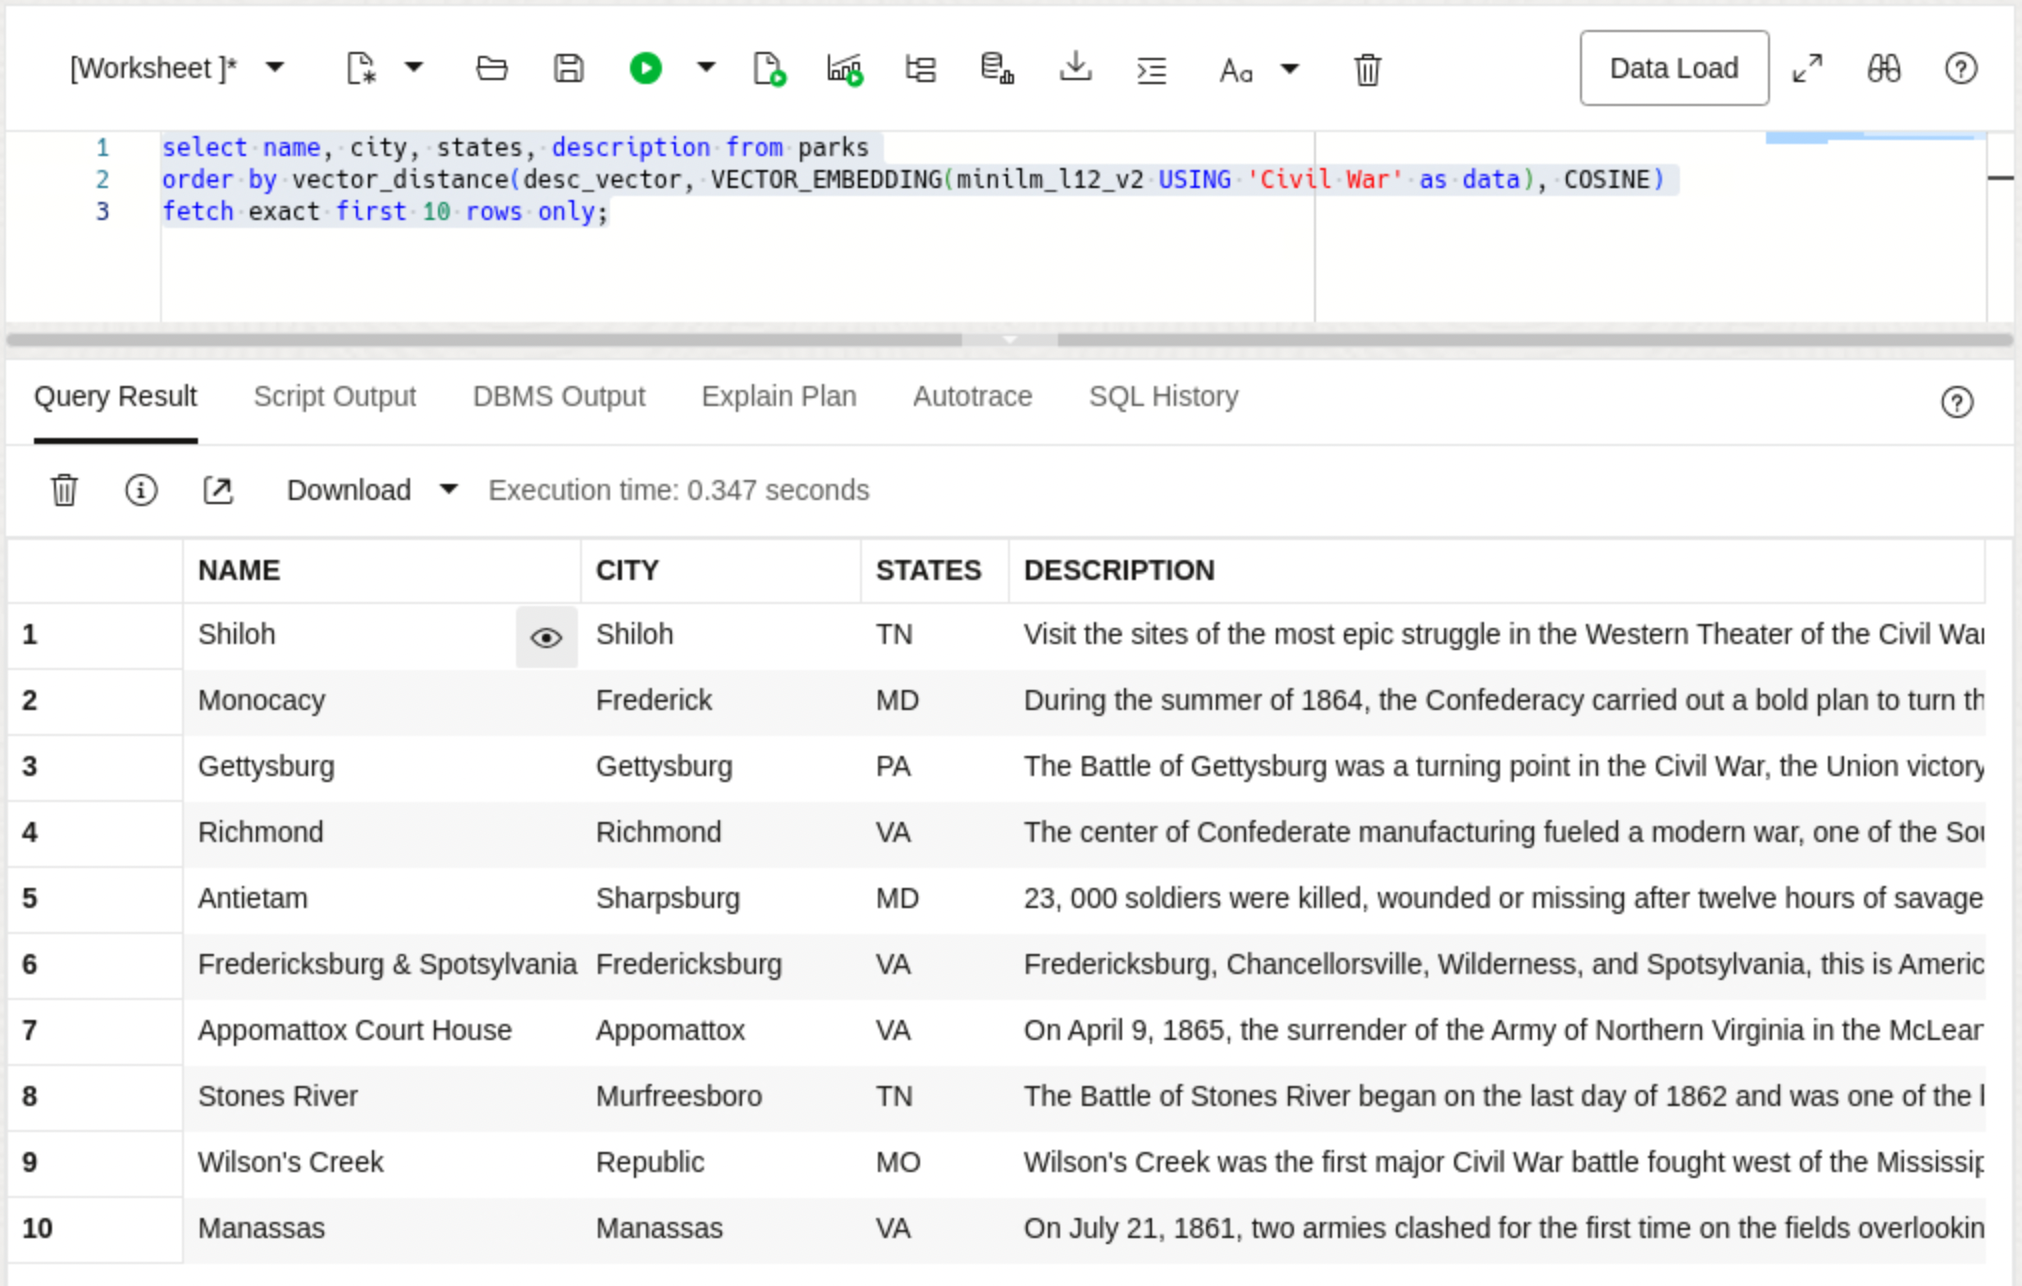 [Worksheet ]* Aa Data Load
1 select name, city, states, description from parks
2 order by vector_distance(desc_vector, VECTOR_EMBEDDING(minilm_l12_v2 USING 'Civil War' as data), COSINE)
3 fetch exact first 10 rows only;
Query Result Script Output DBMS Output Explain Plan Autotrace SQL History
Download Execution time: 0.347 seconds
NAME CITY STATES DESCRIPTION
1 Shiloh Shiloh TN Visit the sites of the most epic struggle in the Western Theater of the Civil War
2 Monocacy Frederick MD During the summer of 1864, the Confederacy carried out a bold plan to turn th
3 Gettysburg Gettysburg PA The Battle of Gettysburg was a turning point in the Civil War, the Union victory
4 Richmond Richmond VA The center of Confederate manufacturing fueled a modern war, one of the Sou
5 Antietam Sharpsburg MD 23, 000 soldiers were killed, wounded or missing after twelve hours of savage
6 Fredericksburg & Spotsylvania Fredericksburg VA Fredericksburg, Chancellorsville, Wilderness, and Spotsylvania, this is Americ
7 Appomattox Court House Appomattox VA On April 9, 1865, the surrender of the Army of Northern Virginia in the McLean
8 Stones River Murfreesboro TN The Battle of Stones River began on the last day of 1862 and was one of the
9 Wilson's Creek Republic MO Wilson's Creek was the first major Civil War battle fought west of the Mississip
10 Manassas Manassas VA On July 21, 1861, two armies clashed for the first time on the fields overlookin